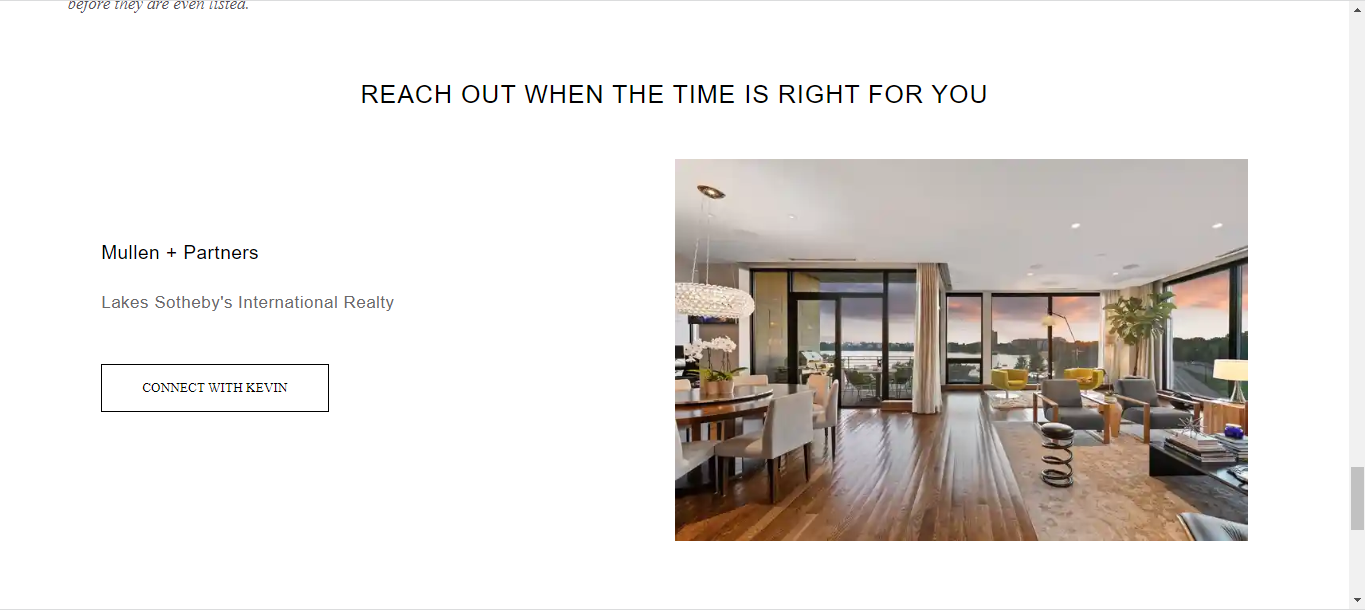 before they are even listed.
REACH OUT WHEN THE TIME IS RIGHT FOR YOU
Mullen + Partners
Lakes Sotheby's International Realty
CONNECT WITH KEVIN